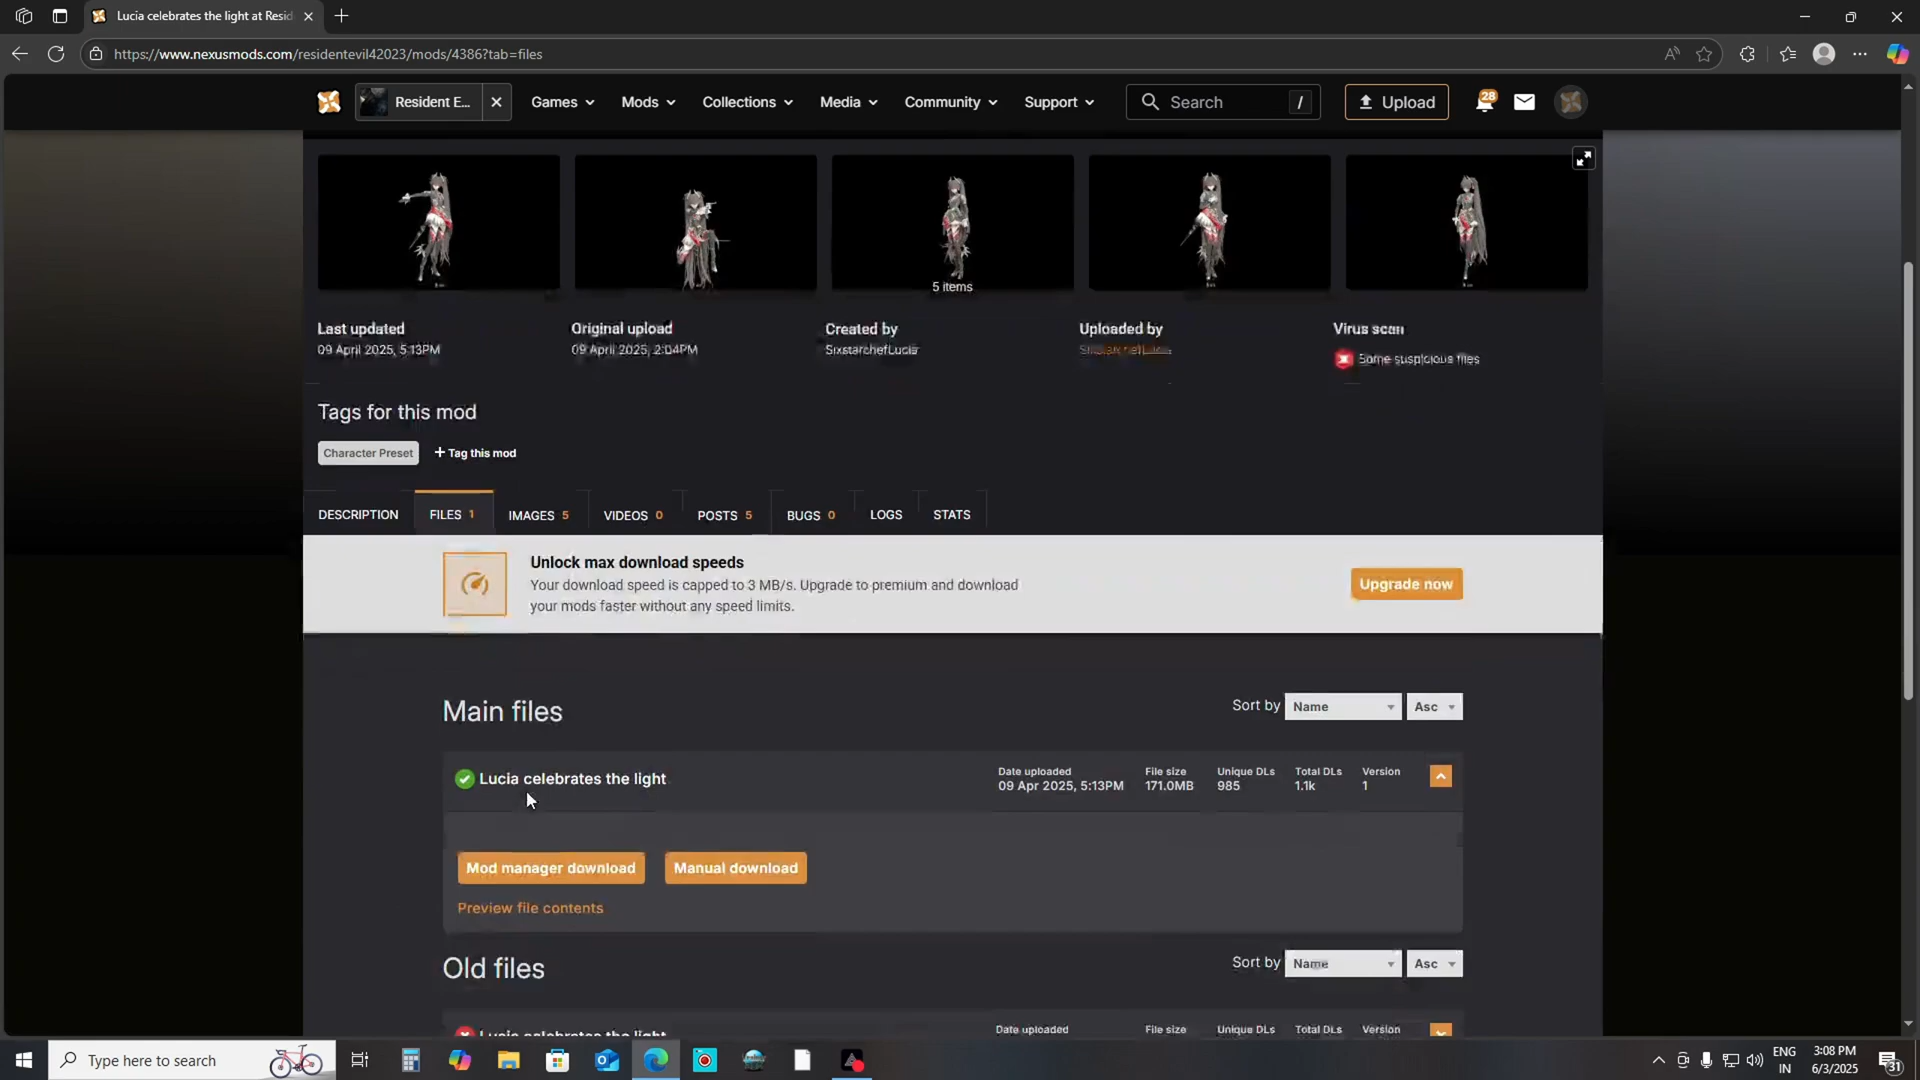 Lucia celebrates the light at Resid
https://www.nexusmods.com/residentevil42023/mods/4386?tab=files
Resident E...
Games
Mods
Collections
Media
Community
Support
Search
/
Upload
28
5 items
Last updated
09 April 2025, 5:13PM
Original upload
09 April 2025, 2:04PM
Created by
SixstarchefLucia
Uploaded by
Virus scan
Some suspicious files
Tags for this mod
Character Preset
+ Tag this mod
DESCRIPTION
FILES 1
IMAGES 5
VIDEOS 0
POSTS 5
BUGS 0
LOGS
STATS
Unlock max download speeds
Your download speed is capped to 3 MB/s. Upgrade to premium and download
your mods faster without any speed limits.
Upgrade now
Main files
Sort by
Name
Asc
Lucia celebrates the light
Date uploaded
09 Apr 2025, 5:13PM
File size
171.0MB
Unique DLs
985
Total DLs
1.1k
Version
1
Mod manager download
Manual download
Preview file contents
Old files
Sort by
Name
Asc
Lucia celebrates the light
Date uploaded
File size
Unique DLs
Total DLs
Version
Type here to search
ENG
IN
3:08 PM
6/3/2025
31